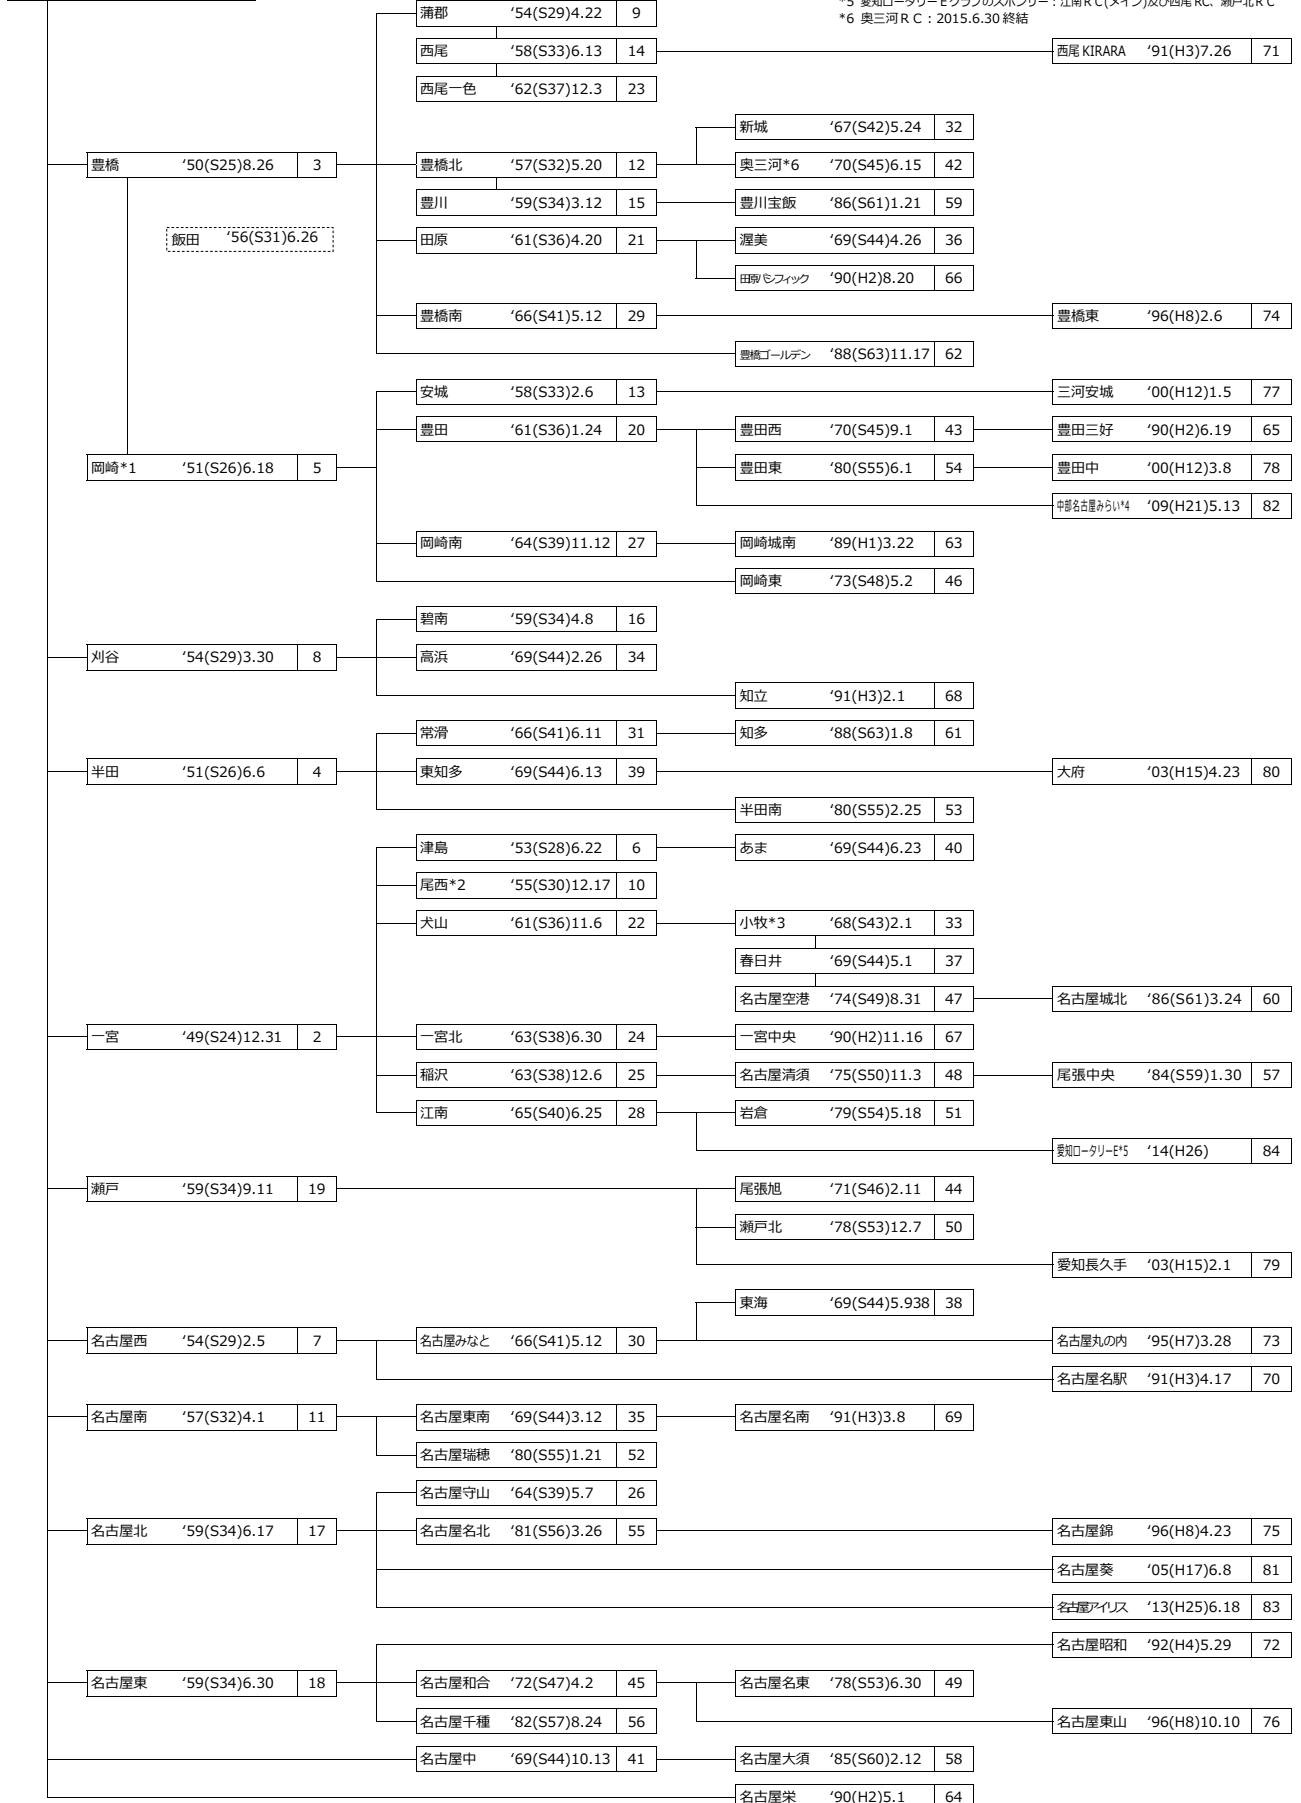 蒲郡 ‘54(S29)4.22 9
*5 愛知ロータリーEクラブのスポンサー：江南ＲＣ(メイン)及び西尾RC、瀬戸北ＲＣ
*6 奥三河ＲＣ：2015.6.30 終結
西尾 ‘58(S33)6.13 14 西尾KIRARA ‘91(H3)7.26 71
西尾一色 ‘62(S37)12.3 23
新城 ‘67(S42)5.24 32
豊橋 ‘50(S25)8.26 3 豊橋北 ‘57(S32)5.20 12 奥三河*6 ‘70(S45)6.15 42
豊川 ‘59(S34)3.12 15 豊川宝飯 ‘86(S61)1.21 59
飯田 ‘56(S31)6.26 田原 ‘61(S36)4.20 21 渥美 ‘69(S44)4.26 36
田原パシフィック ‘90(H2)8.20 66
豊橋南 ‘66(S41)5.12 29 豊橋東 ‘96(H8)2.6 74
豊橋ゴールデン ‘88(S63)11.17 62
安城 ‘58(S33)2.6 13 三河安城 ‘00(H12)1.5 77
豊田 ‘61(S36)1.24 20 豊田西 ‘70(S45)9.1 43 豊田三好 ‘90(H2)6.19 65
岡崎*1 ‘51(S26)6.18 5 豊田東 ‘80(S55)6.1 54 豊田中 ‘00(H12)3.8 78
中部名古屋みらい*4 ‘09(H21)5.13 82
岡崎南 ‘64(S39)11.12 27 岡崎城南 ‘89(H1)3.22 63
岡崎東 ‘73(S48)5.2 46
碧南 ‘59(S34)4.8 16
刈谷 ‘54(S29)3.30 8 高浜 ‘69(S44)2.26 34
知立 ‘91(H3)2.1 68
常滑 ‘66(S41)6.11 31 知多 ‘88(S63)1.8 61
半田 ‘51(S26)6.6 4 東知多 ‘69(S44)6.13 39 大府 ‘03(H15)4.23 80
半田南 ‘80(S55)2.25 53
津島 ‘53(S28)6.22 6 あま ‘69(S44)6.23 40
尾西*2 ‘55(S30)12.17 10
犬山 ‘61(S36)11.6 22 小牧*3 ‘68(S43)2.1 33
春日井 ‘69(S44)5.1 37
名古屋空港 ‘74(S49)8.31 47 名古屋城北 ‘86(S61)3.24 60
一宮 ‘49(S24)12.31 2 一宮北 ‘63(S38)6.30 24 一宮中央 ‘90(H2)11.16 67
稲沢 ‘63(S38)12.6 25 名古屋清須 ‘75(S50)11.3 48 尾張中央 ‘84(S59)1.30 57
江南 ‘65(S40)6.25 28 岩倉 ‘79(S54)5.18 51
愛知ロータリーE*5 ‘14(H26) 84
瀬戸 ‘59(S34)9.11 19 尾張旭 ‘71(S46)2.11 44
瀬戸北 ‘78(S53)12.7 50
愛知長久手 ‘03(H15)2.1 79
東海 ‘69(S44)5.938 38
名古屋西 ‘54(S29)2.5 7 名古屋みなと ‘66(S41)5.12 30 名古屋丸の内 ‘95(H7)3.28 73
名古屋名駅 ‘91(H3)4.17 70
名古屋南 ‘57(S32)4.1 11 名古屋東南 ‘69(S44)3.12 35 名古屋名南 ‘91(H3)3.8 69
名古屋瑞穂 ‘80(S55)1.21 52
名古屋守山 ‘64(S39)5.7 26
名古屋北 ‘59(S34)6.17 17 名古屋名北 ‘81(S56)3.26 55 名古屋錦 ‘96(H8)4.23 75
名古屋葵 ‘05(H17)6.8 81
名古屋アイリス ‘13(H25)6.18 83
名古屋昭和 ‘92(H4)5.29 72
名古屋東 ‘59(S34)6.30 18 名古屋和合 ‘72(S47)4.2 45 名古屋名東 ‘78(S53)6.30 49
名古屋千種 ‘82(S57)8.24 56 名古屋東山 ‘96(H8)10.10 76
名古屋中 ‘69(S44)10.13 41 名古屋大須 ‘85(S60)2.12 58
名古屋栄 ‘90(H2)5.1 64